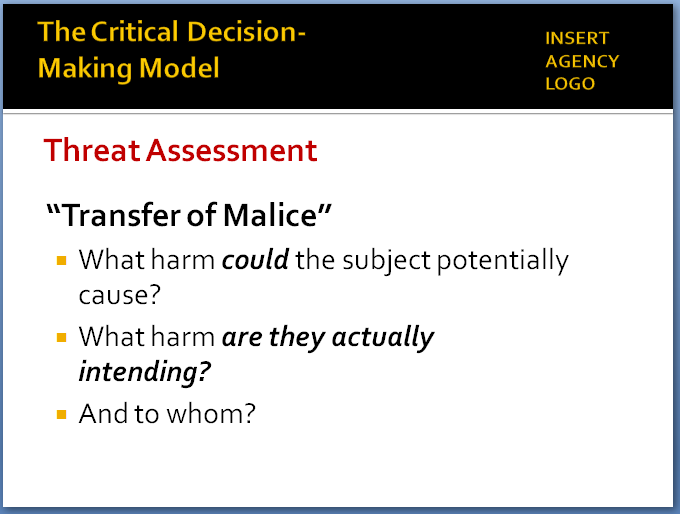 The Critical Decision-
Making Model
INSERT
AGENCY
LOGO
Threat Assessment
“Transfer of Malice”
What harm could the subject potentially
cause?
What harm are they actually
intending?
And to whom?